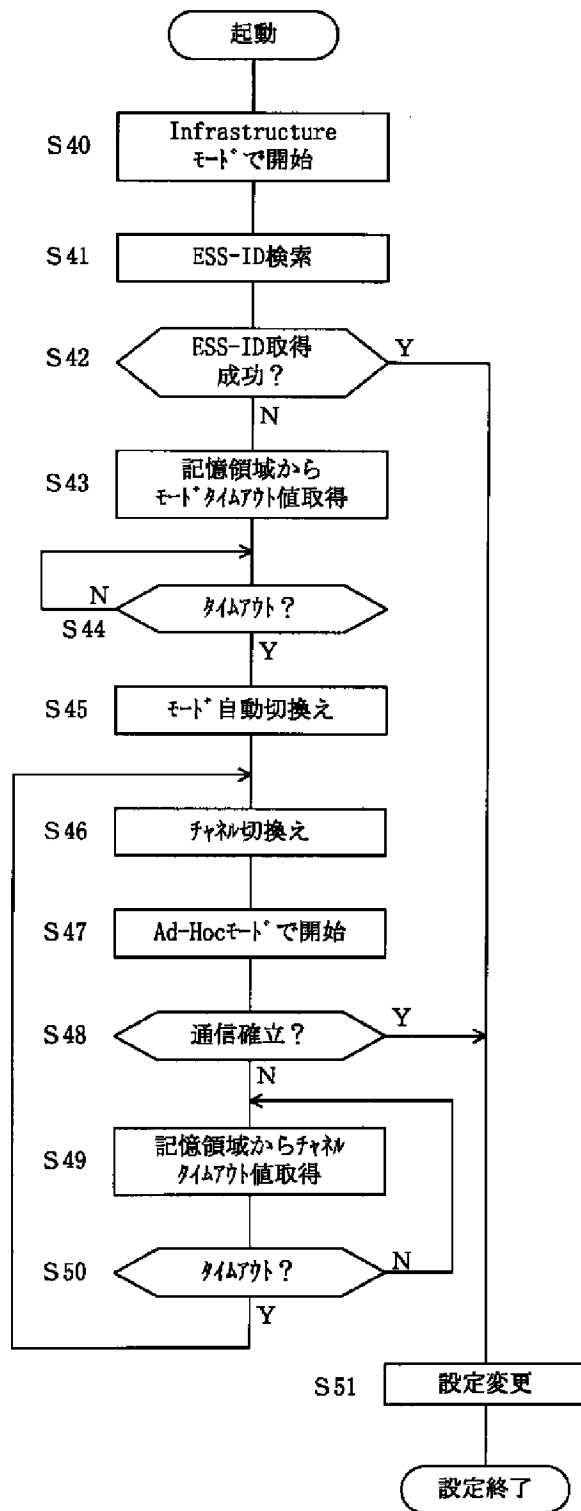 起動
S40
Infrastructure
ﾓｰﾄﾞで開始
S41
ESS-ID検索
S42
ESS-ID取得
成功？
Y
N
S43
記憶領域から
ﾓｰﾄﾞﾀｲﾑｱｳﾄ値取得
N
ﾀｲﾑｱｳﾄ？
S44
Y
S45
ﾓｰﾄﾞ自動切換え
S46
ﾁｬﾈﾙ切換え
S47
Ad-Hocﾓｰﾄﾞで開始
S48
通信確立？
Y
N
S49
記憶領域からﾁｬﾈﾙ
ﾀｲﾑｱｳﾄ値取得
S50
ﾀｲﾑｱｳﾄ？
N
Y
S51
設定変更
設定終了